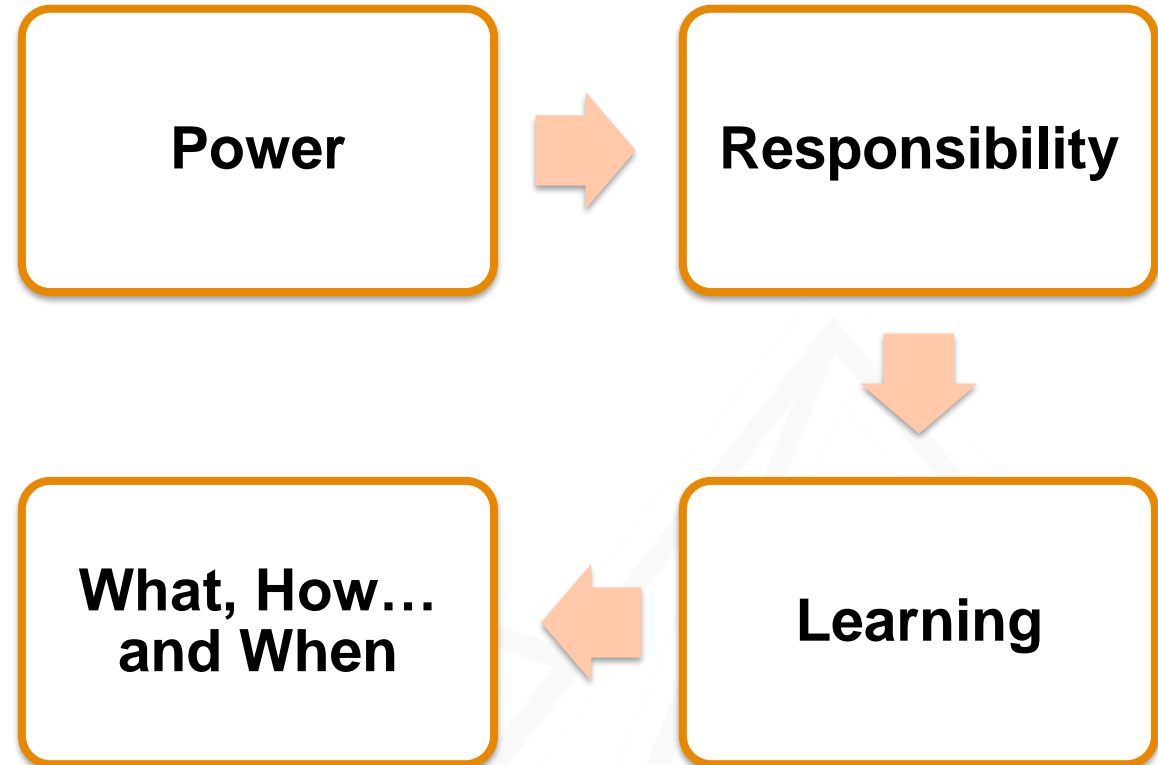 Power
Responsibility
What, How…
and When
Learning